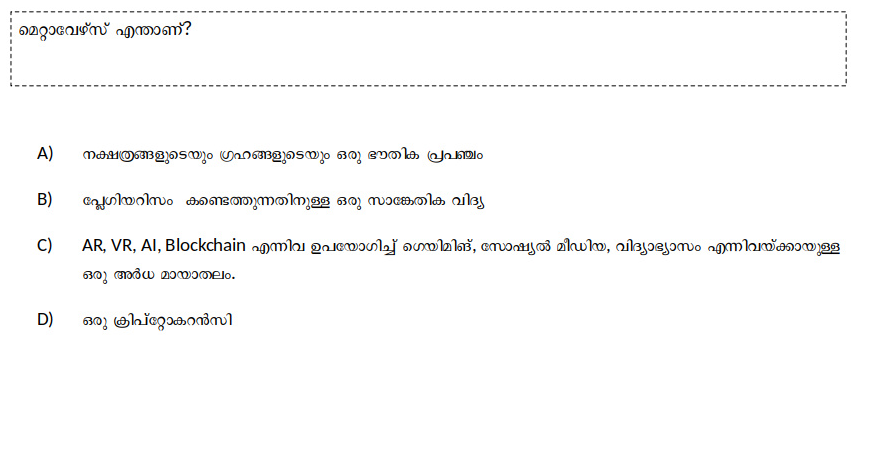 മെറ്റാവേഴ്സ് എന്താണ്?
A) നക്ഷത്രങ്ങളുടെയും ഗ്രഹങ്ങളുടെയും ഒരു ഭൗതിക പ്രപഞ്ചം
B) പ്ലേഗിയറിസം കണ്ടെത്തുന്നതിനുള്ള ഒരു സാങ്കേതിക വിദ്യ
C) AR, VR, AI, Blockchain എന്നിവ ഉപയോഗിച്ച് ഗെയിമിങ്, സോഷ്യൽ മീഡിയ, വിദ്യാഭ്യാസം എന്നിവയ്ക്കായുള്ള
ഒരു അർധ മായാതലം.
D) ഒരു ക്രിപ്റ്റോകറൻസി